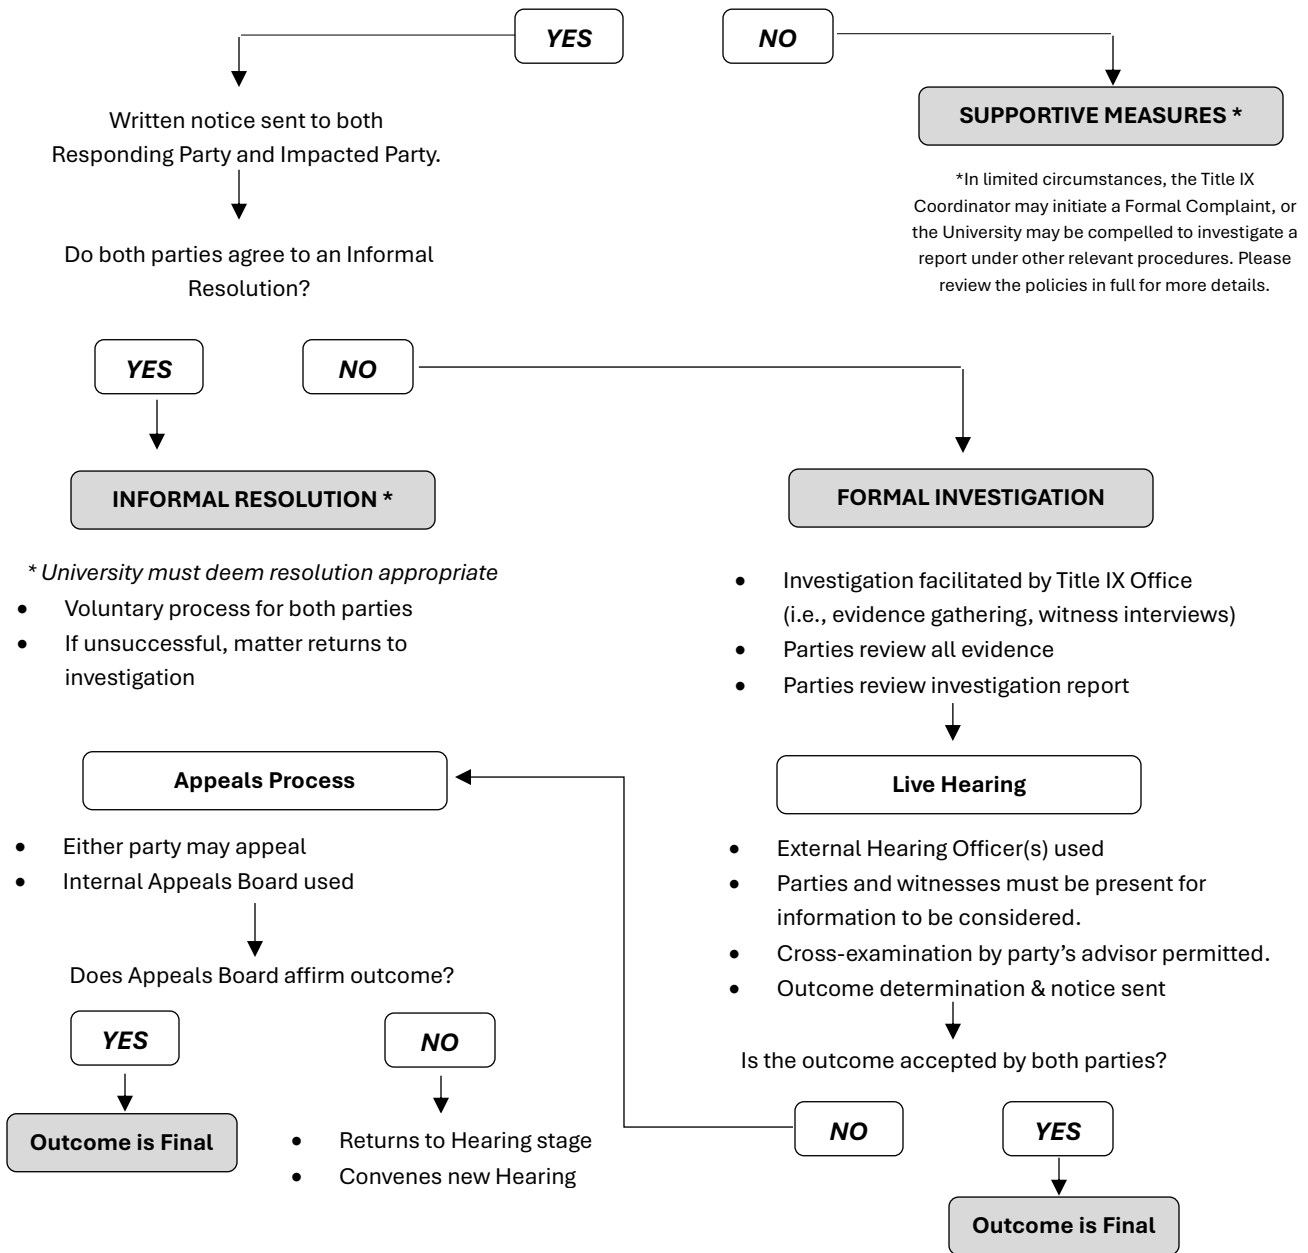 YES
NO
Written notice sent to both
Responding Party and Impacted Party.
SUPPORTIVE MEASURES *
*In limited circumstances, the Title IX
Coordinator may initiate a Formal Complaint, or
the University may be compelled to investigate a
report under other relevant procedures. Please
review the policies in full for more details.
Do both parties agree to an Informal
Resolution?
YES
NO
INFORMAL RESOLUTION *
* University must deem resolution appropriate
• Voluntary process for both parties
• If unsuccessful, matter returns to
investigation
FORMAL INVESTIGATION
• Investigation facilitated by Title IX Office
(i.e., evidence gathering, witness interviews)
• Parties review all evidence
• Parties review investigation report
Live Hearing
• External Hearing Officer(s) used
• Parties and witnesses must be present for
information to be considered.
• Cross-examination by party's advisor permitted.
• Outcome determination & notice sent
Is the outcome accepted by both parties?
NO
YES
Outcome is Final
Appeals Process
• Either party may appeal
• Internal Appeals Board used
Does Appeals Board affirm outcome?
YES
NO
Outcome is Final
• Returns to Hearing stage
• Convenes new Hearing